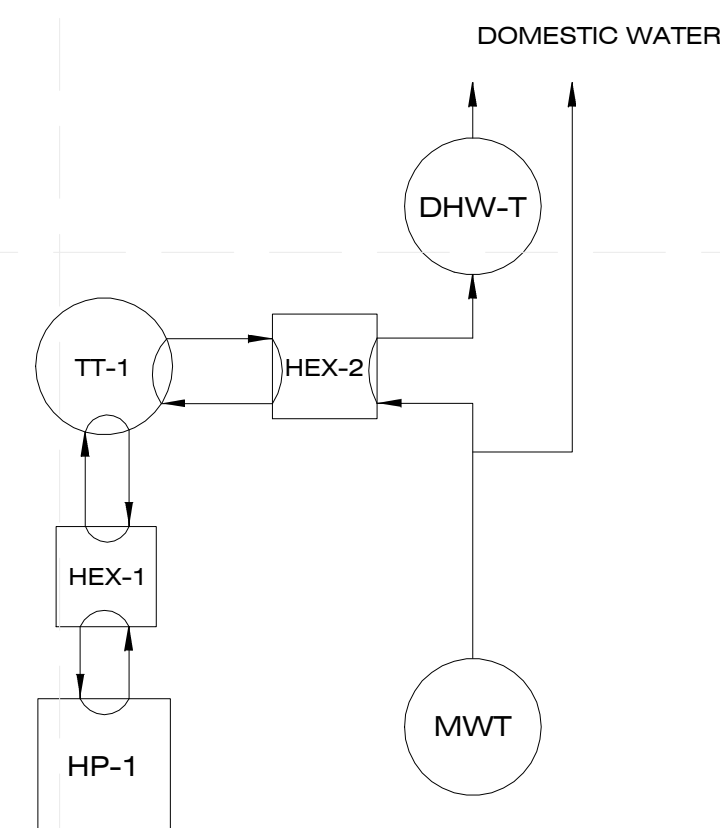 DOMESTIC WATER
DHW-T
TT-1
HEX-2
HEX-1
MWT
HP-1